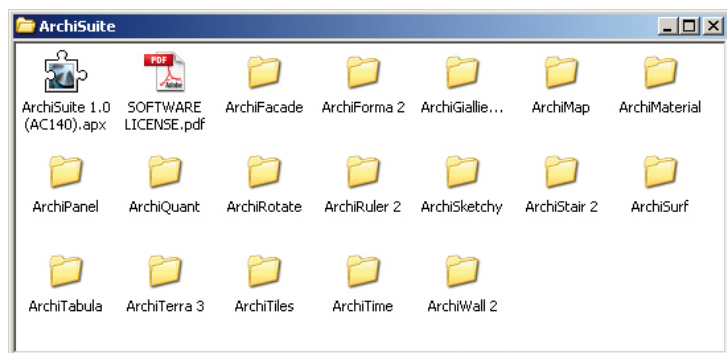 ArchiSuite
PDF
Adobe
ArchiSuite 1.0
(AC140).apx
SOFTWARE
LICENSE.pdf
ArchiFacade
ArchiForma 2
ArchiGiallie...
ArchiMap
ArchiMaterial
ArchiPanel
ArchiQuant
ArchiRotate
ArchiRuler 2
ArchiSketchy
ArchiStair 2
ArchiSurf
ArchiTabula
ArchiTerra 3
ArchiTiles
ArchiTime
ArchiWall 2